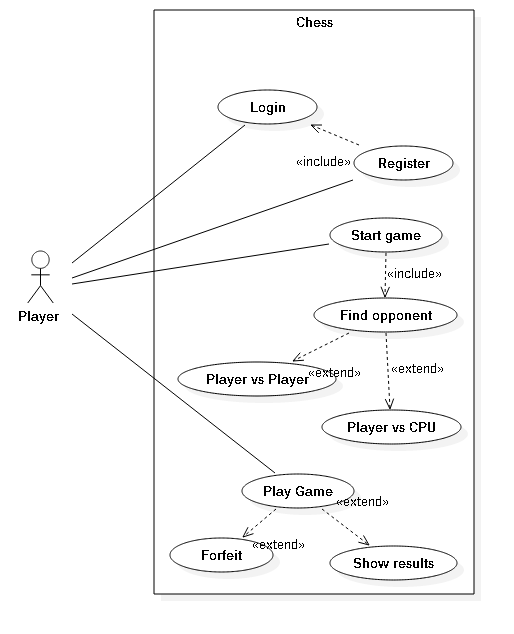 Chess
Login
«include»
Register
Start game
«include»
Player
Find opponent
Player vs Player
«extend»
«extend»
Player vs CPU
Play Game
«extend»
Forfeit
«extend»
Show results